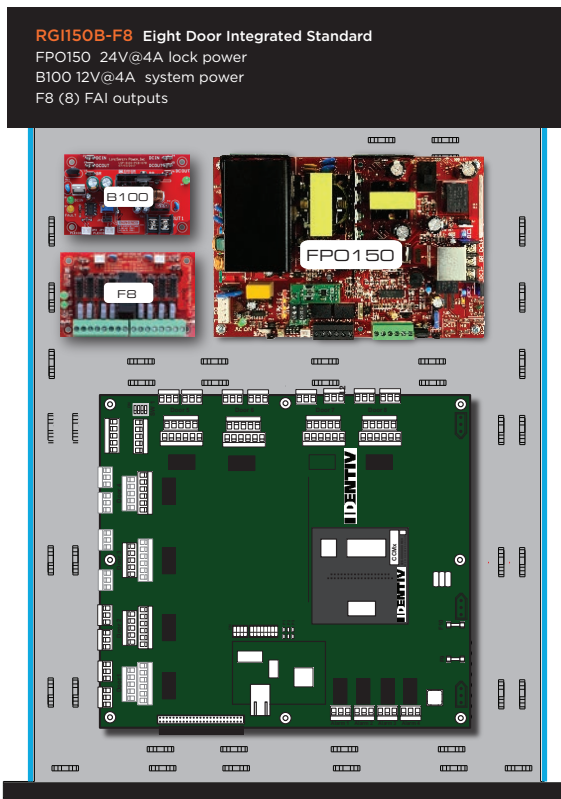 RGI150B-F8 Eight Door Integrated Standard
FPO150 24V@4A lock power
B100 12V@4A system power
F8 (8) FAI outputs
B100
FPO150
F8
IDENTIV
COMx
IDENTIV